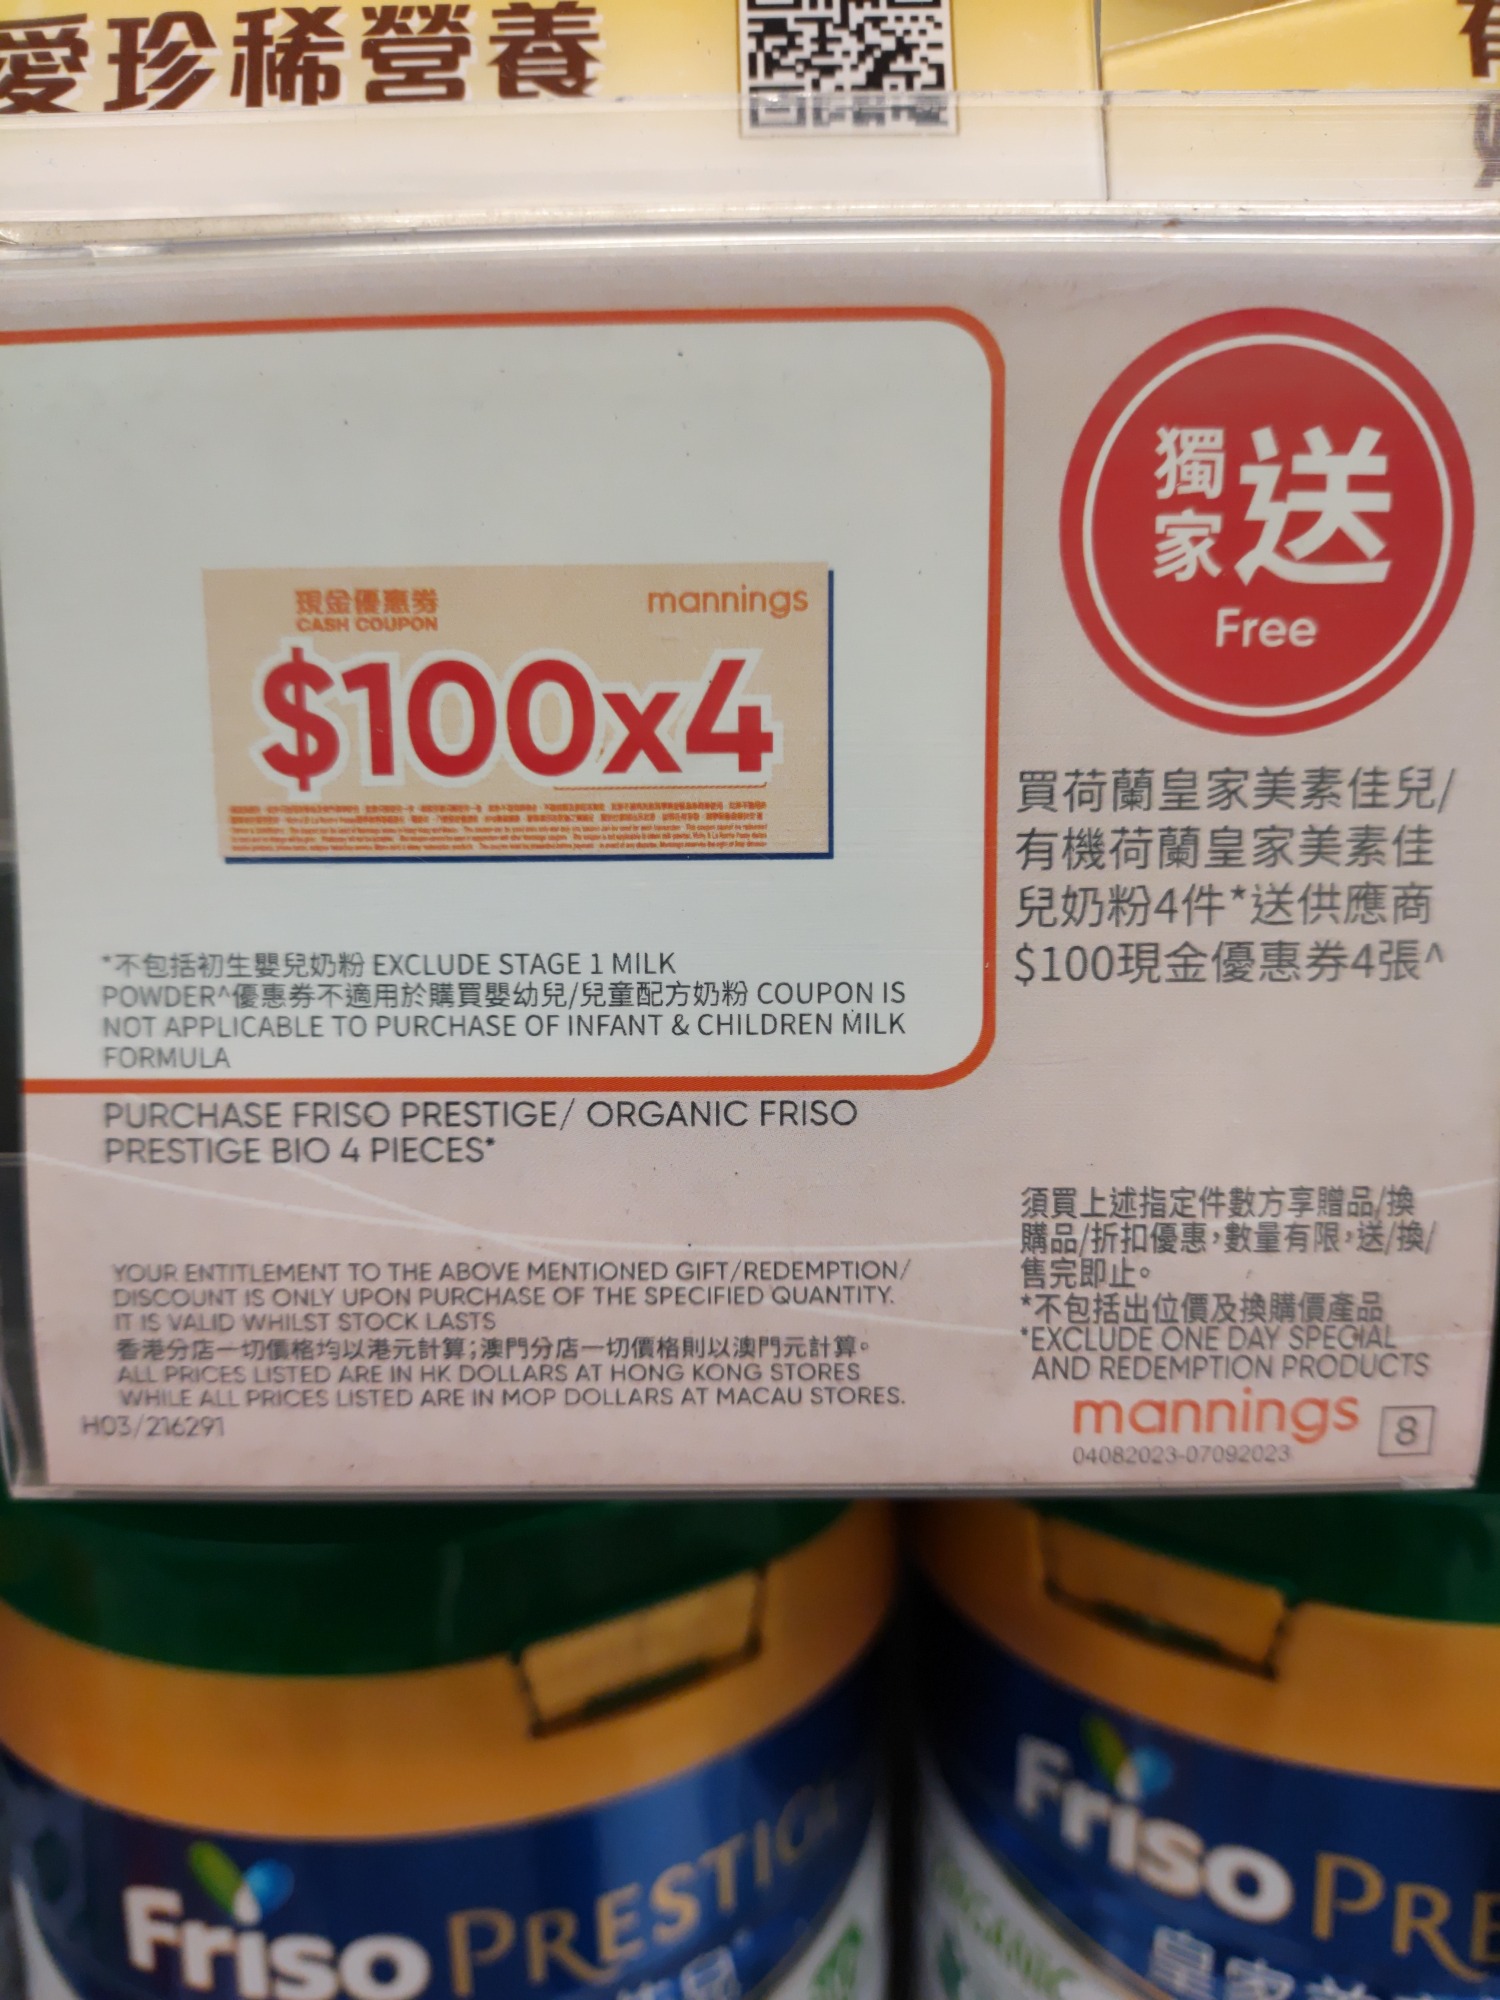 愛珍稀營養
獨家送
Free
現金優惠券
CASH COUPON
mannings
$100x4
買荷蘭皇家美素佳兒/
有機荷蘭皇家美素佳
兒奶粉4件*送供應商
$100現金優惠券4張^
*不包括初生嬰兒奶粉 EXCLUDE STAGE 1 MILK
POWDER^優惠券不適用於購買嬰幼兒/兒童配方奶粉 COUPON IS
NOT APPLICABLE TO PURCHASE OF INFANT & CHILDREN MILK
FORMULA
PURCHASE FRISO PRESTIGE/ ORGANIC FRISO
PRESTIGE BIO 4 PIECES*
YOUR ENTITLEMENT TO THE ABOVE MENTIONED GIFT/REDEMPTION/
DISCOUNT IS ONLY UPON PURCHASE OF THE SPECIFIED QUANTITY.
IT IS VALID WHILST STOCK LASTS
香港分店一切價格均以港元計算;澳門分店一切價格則以澳門元計算。
ALL PRICES LISTED ARE IN HK DOLLARS AT HONG KONG STORES
WHILE ALL PRICES LISTED ARE IN MOP DOLLARS AT MACAU STORES.
H03/216291
須買上述指定件數方享贈品/換
購品/折扣優惠,數量有限,送/換/
售完即止。
*不包括出位價及換購價產品
*EXCLUDE ONE DAY SPECIAL
AND REDEMPTION PRODUCTS
mannings 8
04082023-07092023
Friso PRESTIGE
Friso PRE
ORGANIC
皇家美